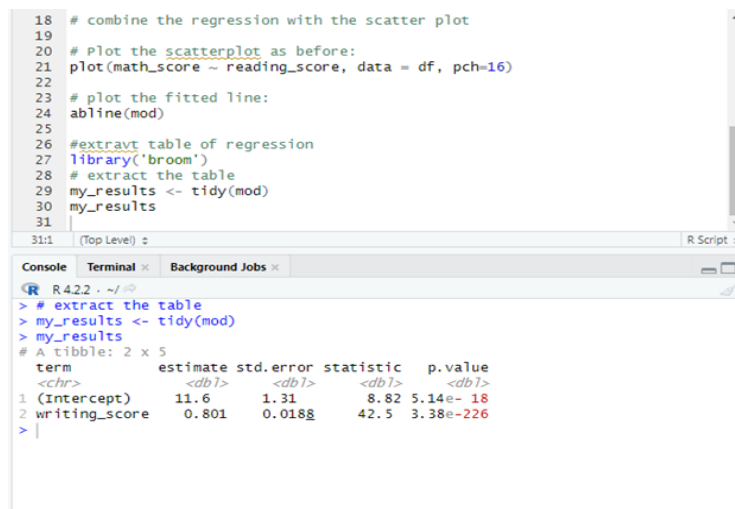 18 # combine the regression with the scatter plot
19
20 # Plot the scatterplot as before:
21 plot(math_score ~ reading_score, data = df, pch=16)
22
23 # plot the fitted line:
24 abline(mod)
25
26 #extravt table of regression
27 library('broom')
28 # extract the table
29 my_results <- tidy(mod)
30 my_results
31
31:1 (Top Level) R Script
Console Terminal × Background Jobs ×
R R 4.2.2 · ~/
> # extract the table
> my_results <- tidy(mod)
> my_results
# A tibble: 2 x 5
term estimate std.error statistic p.value
<chr> <dbl> <dbl> <dbl> <dbl>
1 (Intercept) 11.6 1.31 8.82 5.14e- 18
2 writing_score 0.801 0.0188 42.5 3.38e-226
>